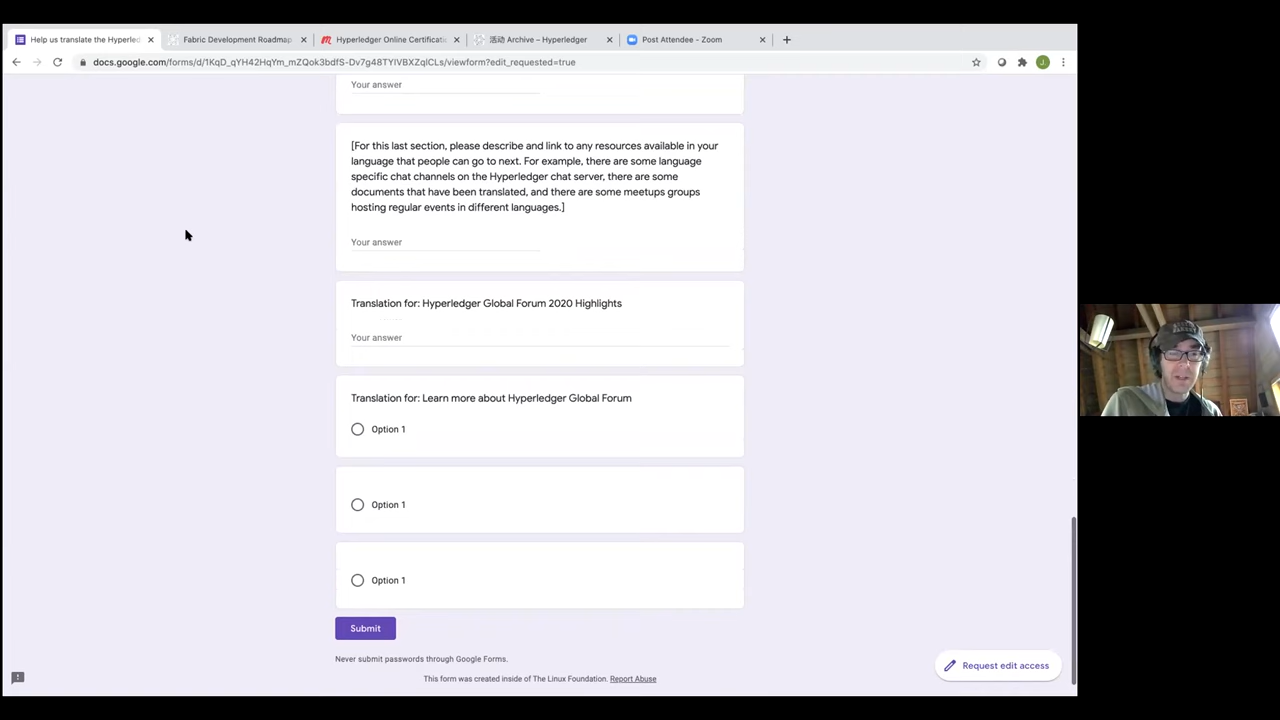 Help us translate the Hyperled
Fabric Development Roadmap
Hyperledger Online Certificati
活动 Archive – Hyperledger
Post Attendee - Zoom
docs.google.com/forms/d/1KqD_qYH42HqYm_mZQok3bdfS-Dv7g48TYlVBXZqlCLs/viewform?edit_requested=true
J
Your answer
[For this last section, please describe and link to any resources available in your
language that people can go to next. For example, there are some language
specific chat channels on the Hyperledger chat server, there are some
documents that have been translated, and there are some meetups groups
hosting regular events in different languages.]
Your answer
Translation for: Hyperledger Global Forum 2020 Highlights
Your answer
Translation for: Learn more about Hyperledger Global Forum
Option 1
Option 1
Option 1
Submit
Request edit access
Never submit passwords through Google Forms.
This form was created inside of The Linux Foundation. Report Abuse